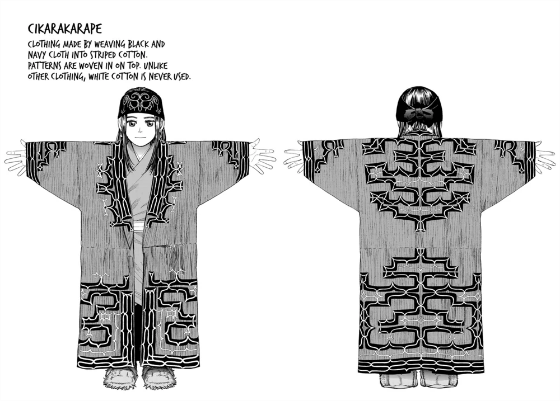 CIKARAKARAPE
CLOTHING MADE BY WEAVING BLACK AND
NAVY CLOTH INTO STRIPED COTTON.
PATTERNS ARE WOVEN IN ON TOP. UNLIKE
OTHER CLOTHING, WHITE COTTON IS NEVER USED.